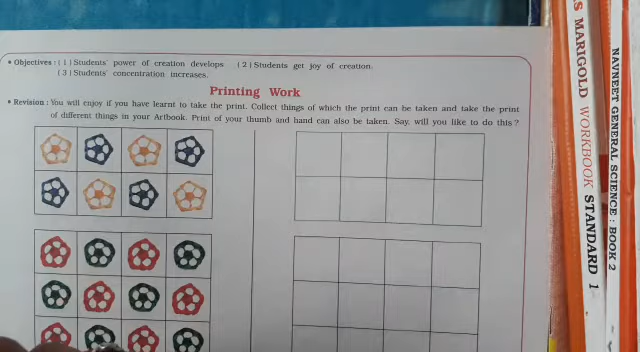 • Objectives : ( 1 ) Students' power of creation develops ( 2 ) Students get joy of creation.
( 3 ) Students' concentration increases.
Printing Work
• Revision : You will enjoy if you have learnt to take the print. Collect things of which the print can be taken and take the print
of different things in your Artbook. Print of your thumb and hand can also be taken. Say, will you like to do this ?
S MARIGOLD WORKBOOK STANDARD 1
NAVNEET GENERAL SCIENCE : BOOK 2